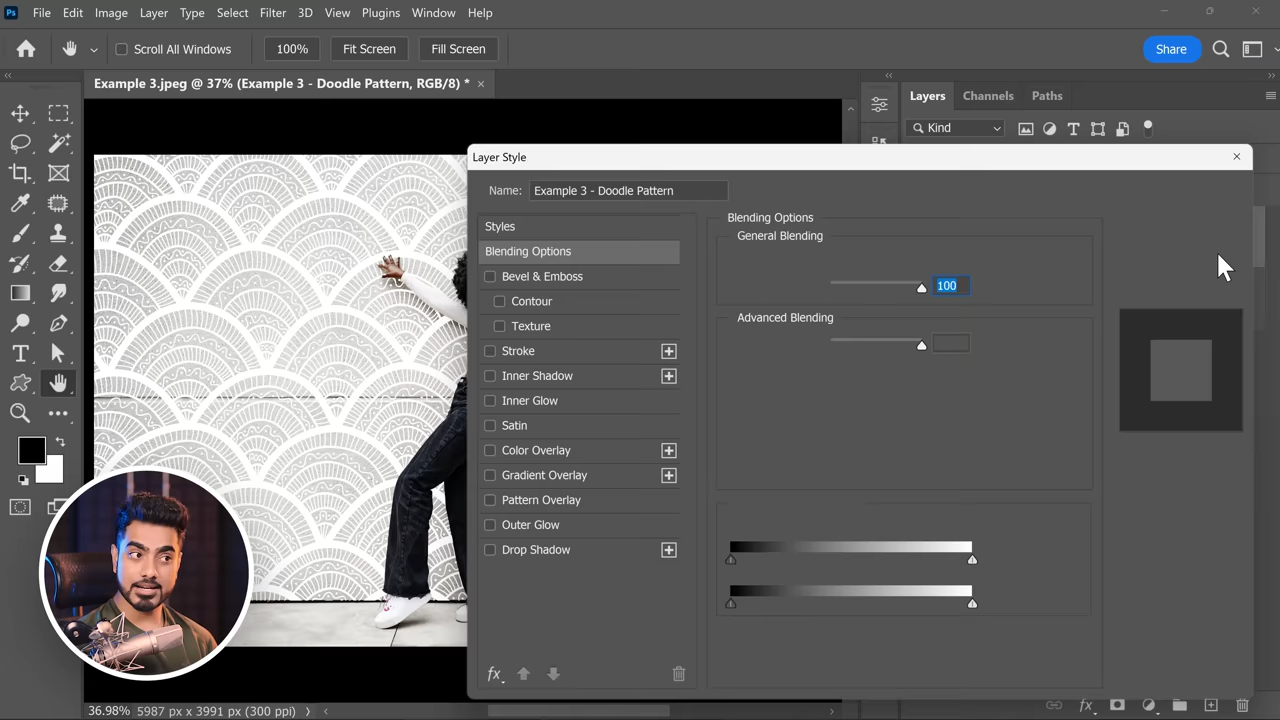 Ps File Edit Image Layer Type Select Filter 3D View Plugins Window Help
Scroll All Windows 100% Fit Screen Fill Screen Share
Example 3.jpeg @ 37% (Example 3 - Doodle Pattern, RGB/8) * ×
Layers Channels Paths
Kind
Layer Style
Name: Example 3 - Doodle Pattern
Styles
Blending Options
Bevel & Emboss
Contour
Texture
Stroke
Inner Shadow
Inner Glow
Satin
Color Overlay
Gradient Overlay
Pattern Overlay
Outer Glow
Drop Shadow
fx
Blending Options
General Blending
100
Advanced Blending
36.98% 5987 px x 3991 px (300 ppi)
fx